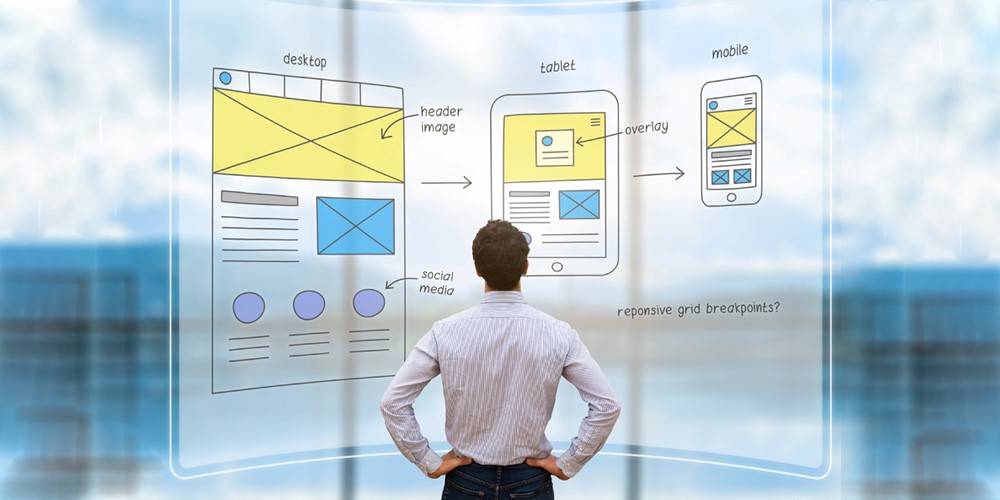 desktop
tablet
mobile
header
image
overlay
social
media
reponsive grid breakpoints?